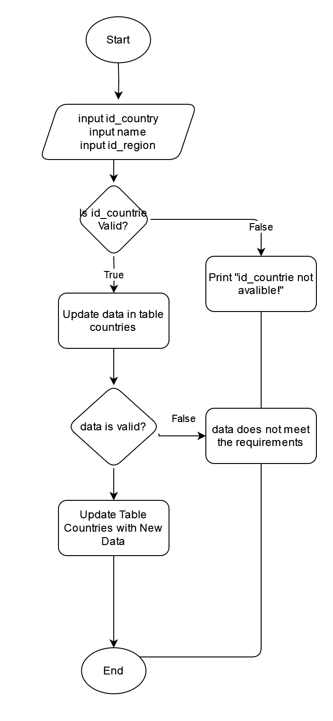 Start
input id_country
input name
input id_region
Is id_countrie
Valid?
False
True
Print "id_countrie not
avalible!"
Update data in table
countries
data is valid?
False
data does not meet
the requirements
Update Table
Countries with New
Data
End